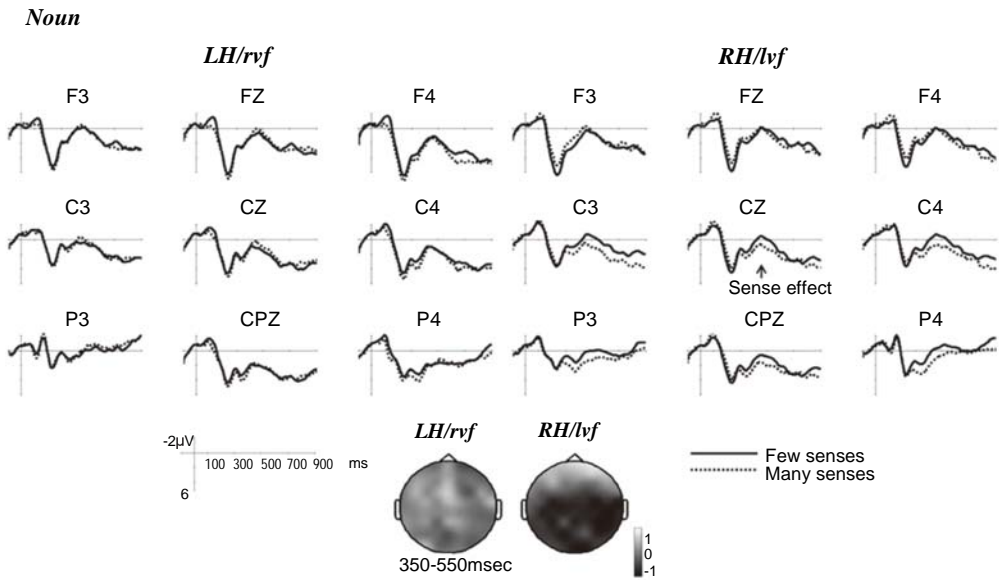 Noun
LH/rvf RH/lvf
F3 FZ F4 F3 FZ F4
C3 CZ C4 C3 CZ C4
Sense effect
P3 CPZ P4 P3 CPZ P4
LH/rvf RH/lvf
-2µV
100 300 500 700 900 ms
6
Few senses
Many senses
350-550msec
1
0
-1